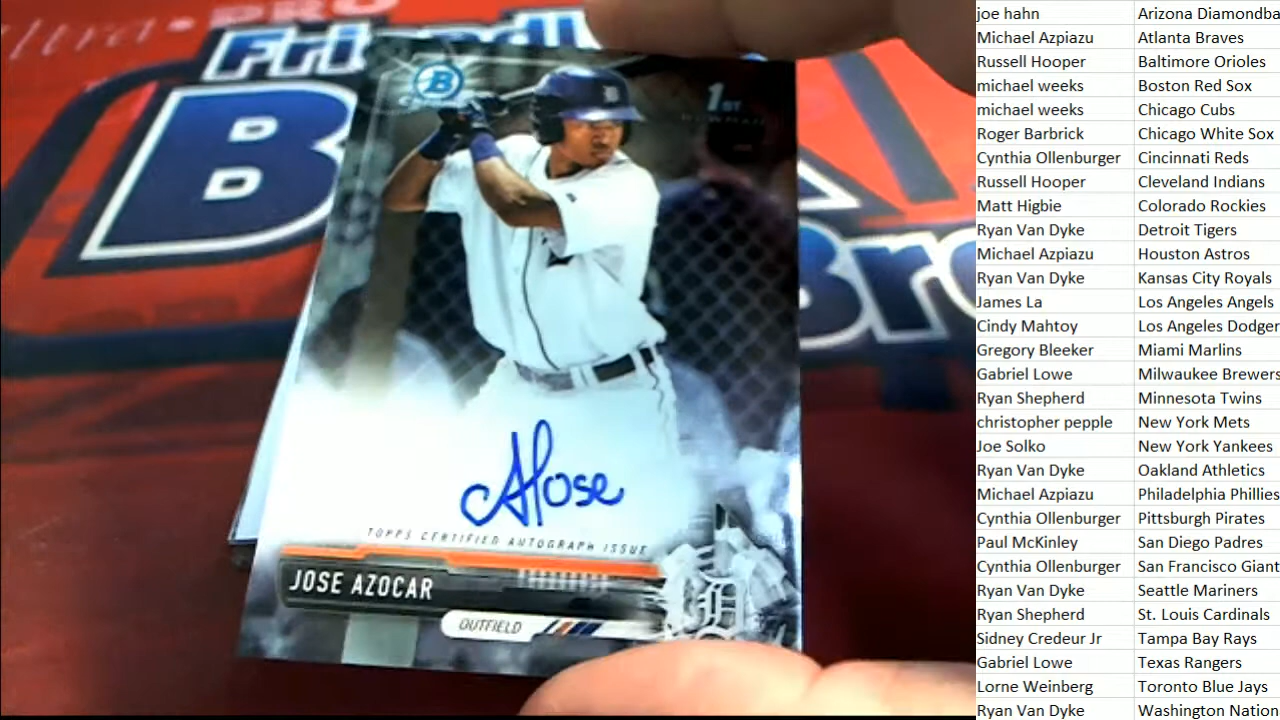 ltra • PRO
Friendl
B
Bro
B
1ST
BOWMAN
D
AJose
TOPPS CERTIFIED AUTOGRAPH ISSUE
JOSE AZOCAR
OUTFIELD
D
joe hahn Arizona Diamondba
Michael Azpiazu Atlanta Braves
Russell Hooper Baltimore Orioles
michael weeks Boston Red Sox
michael weeks Chicago Cubs
Roger Barbrick Chicago White Sox
Cynthia Ollenburger Cincinnati Reds
Russell Hooper Cleveland Indians
Matt Higbie Colorado Rockies
Ryan Van Dyke Detroit Tigers
Michael Azpiazu Houston Astros
Ryan Van Dyke Kansas City Royals
James La Los Angeles Angels
Cindy Mahtoy Los Angeles Dodger
Gregory Bleeker Miami Marlins
Gabriel Lowe Milwaukee Brewers
Ryan Shepherd Minnesota Twins
christopher pepple New York Mets
Joe Solko New York Yankees
Ryan Van Dyke Oakland Athletics
Michael Azpiazu Philadelphia Phillies
Cynthia Ollenburger Pittsburgh Pirates
Paul McKinley San Diego Padres
Cynthia Ollenburger San Francisco Giant
Ryan Van Dyke Seattle Mariners
Ryan Shepherd St. Louis Cardinals
Sidney Credeur Jr Tampa Bay Rays
Gabriel Lowe Texas Rangers
Lorne Weinberg Toronto Blue Jays
Ryan Van Dyke Washington Nation